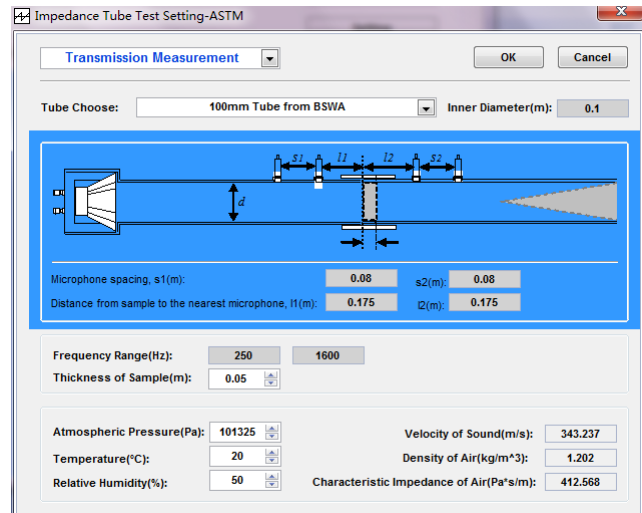 Impedance Tube Test Setting-ASTM
Transmission Measurement
OK
Cancel
Tube Choose:
100mm Tube from BSWA
Inner Diameter(m):
0.1
s1
l1
l2
s2
d
Microphone spacing, s1(m):
0.08
s2(m):
0.08
Distance from sample to the nearest microphone, l1(m):
0.175
l2(m):
0.175
Frequency Range(Hz):
250
1600
Thickness of Sample(m):
0.05
Atmospheric Pressure(Pa):
101325
Velocity of Sound(m/s):
343.237
Temperature(ºC):
20
Density of Air(kg/m^3):
1.202
Relative Humidity(%):
50
Characteristic Impedance of Air(Pa*s/m):
412.568